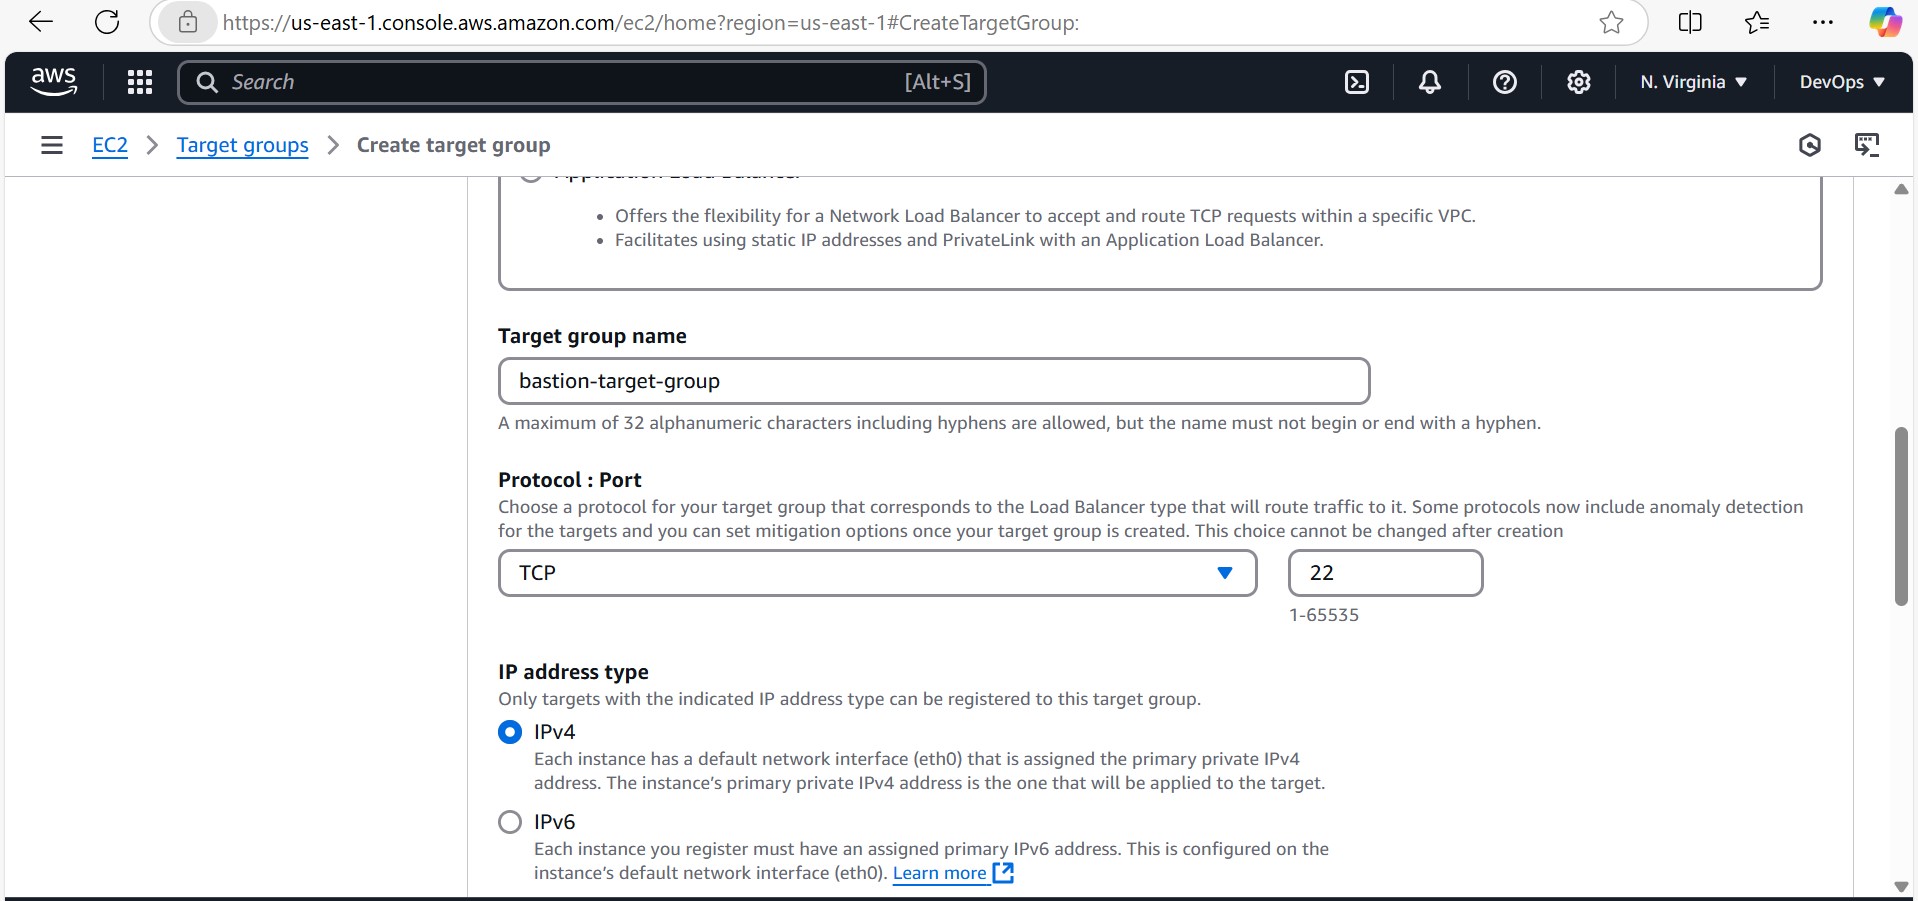 https://us-east-1.console.aws.amazon.com/ec2/home?region=us-east-1#CreateTargetGroup:
aws Search [Alt+S] N. Virginia DevOps
EC2 > Target groups > Create target group
Application Load Balancer
• Offers the flexibility for a Network Load Balancer to accept and route TCP requests within a specific VPC.
• Facilitates using static IP addresses and PrivateLink with an Application Load Balancer.
Target group name
bastion-target-group
A maximum of 32 alphanumeric characters including hyphens are allowed, but the name must not begin or end with a hyphen.
Protocol : Port
Choose a protocol for your target group that corresponds to the Load Balancer type that will route traffic to it. Some protocols now include anomaly detection
for the targets and you can set mitigation options once your target group is created. This choice cannot be changed after creation
TCP 22
1-65535
IP address type
Only targets with the indicated IP address type can be registered to this target group.
IPv4
Each instance has a default network interface (eth0) that is assigned the primary private IPv4
address. The instance's primary private IPv4 address is the one that will be applied to the target.
IPv6
Each instance you register must have an assigned primary IPv6 address. This is configured on the
instance's default network interface (eth0). Learn more